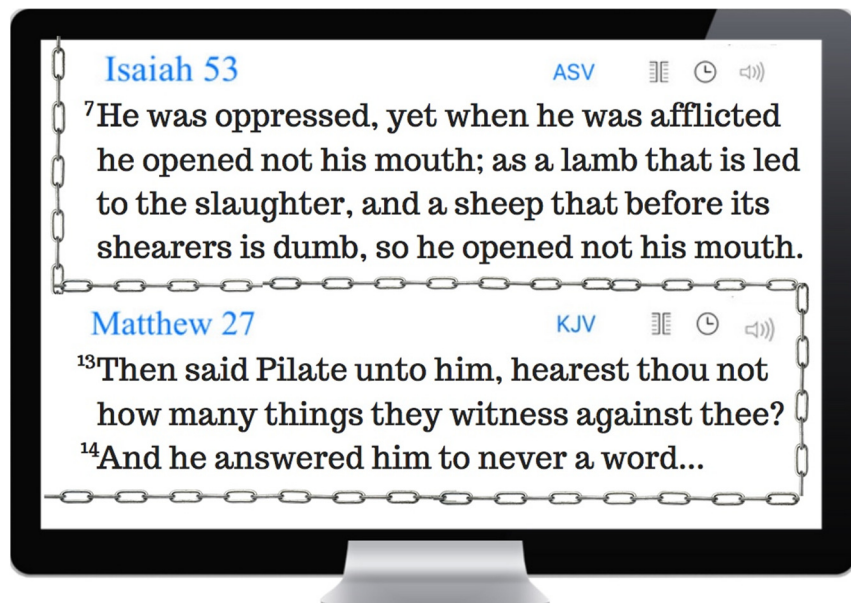 Isaiah 53 ASV
⁷He was oppressed, yet when he was afflicted
he opened not his mouth; as a lamb that is led
to the slaughter, and a sheep that before its
shearers is dumb, so he opened not his mouth.
Matthew 27 KJV
¹³Then said Pilate unto him, hearest thou not
how many things they witness against thee?
¹⁴And he answered him to never a word...